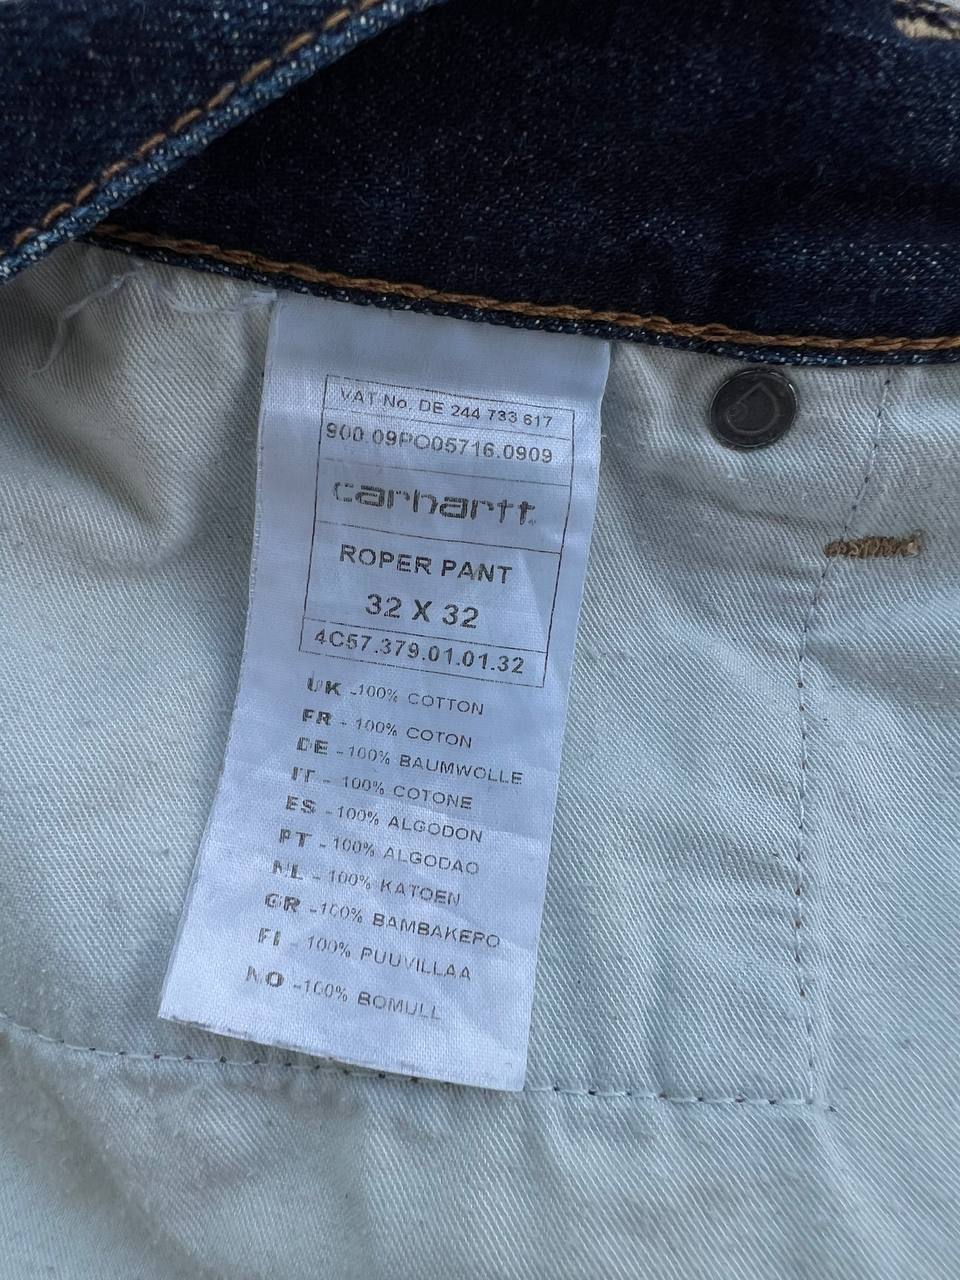 VAT No. DE 244 733 617
900.09PO05716.0909
carhartt
ROPER PANT
32 X 32
4C57.379.01.01.32
UK -100% COTTON
FR - 100% COTON
DE -100% BAUMWOLLE
IT - 100% COTONE
ES -100% ALGODON
PT -100% ALGODAO
NL -100% KATOEN
GR -100% BAMBAKEPO
FI - 100% PUUVILLAA
NO -100% BOMULL